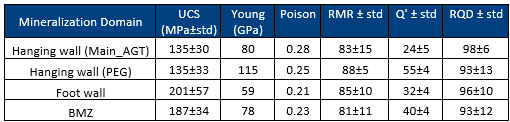 Mineralization Domain UCS (MPa±std) Young (GPa) Poison RMR ± std Q' ± std RQD ± std
Hanging wall (Main_AGT) 135±30 80 0.28 83±15 24±5 98±6
Hanging wall (PEG) 135±33 115 0.25 88±5 55±4 93±13
Foot wall 201±57 59 0.21 85±10 32±4 96±10
BMZ 187±34 78 0.23 81±11 40±4 93±12